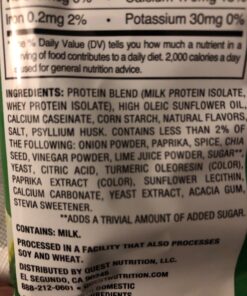 Iron 0.2mg 2% • Potassium 30mg 0%
The % Daily Value (DV) tells you how much a nutrient in a
serving of food contributes to a daily diet. 2,000 calories a day
used for general nutrition advice.
INGREDIENTS: PROTEIN BLEND (MILK PROTEIN ISOLATE,
WHEY PROTEIN ISOLATE), HIGH OLEIC SUNFLOWER OIL,
CALCIUM CASEINATE, CORN STARCH, NATURAL FLAVORS,
SALT, PSYLLIUM HUSK. CONTAINS LESS THAN 2% OF
THE FOLLOWING: ONION POWDER, PAPRIKA, SPICE, CHIA
SEED, VINEGAR POWDER, LIME JUICE POWDER, SUGAR**,
YEAST, CITRIC ACID, TURMERIC OLEORESIN (COLOR),
PAPRIKA EXTRACT (COLOR), SUNFLOWER LECITHIN,
CALCIUM CARBONATE, YEAST EXTRACT, ACACIA GUM,
STEVIA SWEETENER.
**ADDS A TRIVIAL AMOUNT OF ADDED SUGAR.
CONTAINS: MILK.
PROCESSED IN A FACILITY THAT ALSO PROCESSES
SOY AND WHEAT.
DISTRIBUTED BY QUEST NUTRITION, LLC.
EL SEGUNDO, CA 90245
888-212-0601
DOMESTIC